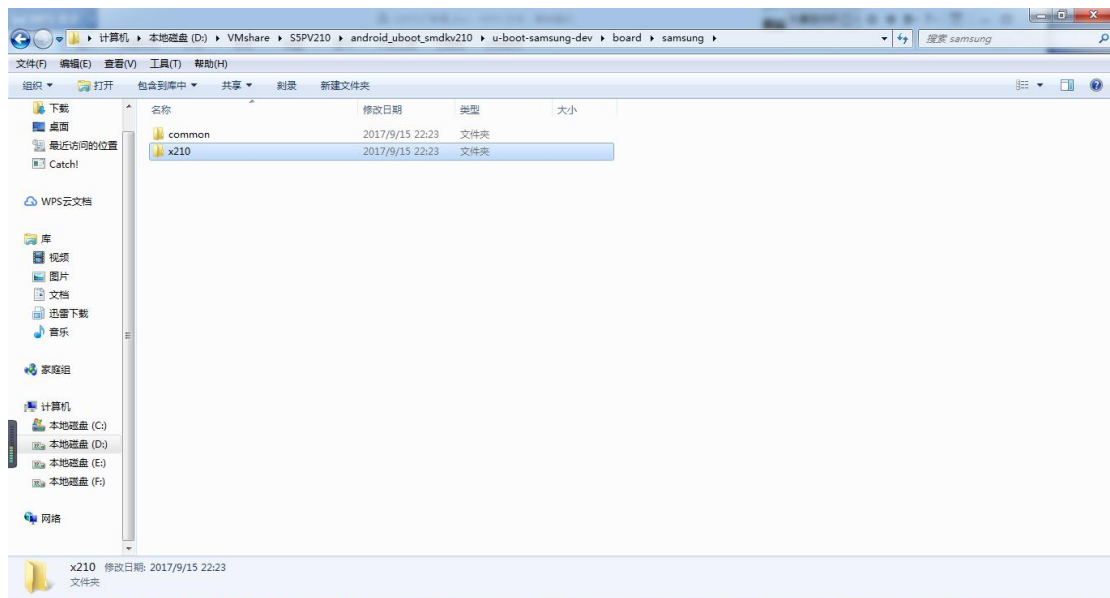 计算机 本地磁盘 (D:) VMshare S5PV210 android_uboot_smdkv210 u-boot-samsung-dev board samsung 搜索 samsung
文件(F) 编辑(E) 查看(V) 工具(T) 帮助(H)
组织 打开 包含到库中 共享 刻录 新建文件夹
下载
桌面
最近访问的位置
Catch!
WPS云文档
库
视频
图片
文档
迅雷下载
音乐
家庭组
计算机
本地磁盘 (C:)
本地磁盘 (D:)
本地磁盘 (E:)
本地磁盘 (F:)
网络
名称 修改日期 类型 大小
common 2017/9/15 22:23 文件夹
x210 2017/9/15 22:23 文件夹
x210 修改日期: 2017/9/15 22:23
文件夹